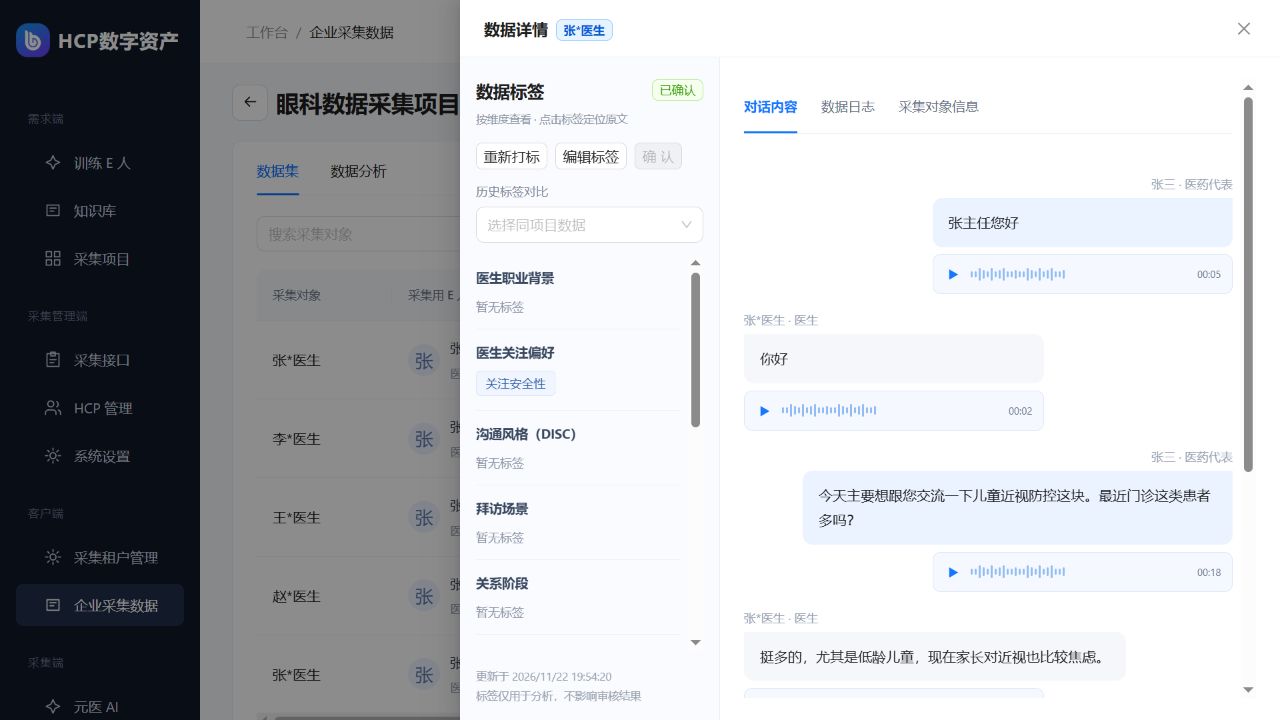 HCP数字资产
需求端
训练 E 人
知识库
采集项目
采集管理端
采集接口
HCP 管理
系统设置
客户端
采集租户管理
企业采集数据
采集端
元医 AI
工作台 / 企业采集数据
眼科数据采集项目
数据集
数据分析
搜索采集对象
采集对象
采集用 E
张*医生
张
李*医生
张
王*医生
张
赵*医生
张
张*医生
张
数据详情
张*医生
数据标签
已确认
按维度查看 · 点击标签定位原文
重新打标
编辑标签
确 认
历史标签对比
选择同项目数据
医生职业背景
暂无标签
医生关注偏好
关注安全性
沟通风格（DISC）
暂无标签
拜访场景
暂无标签
关系阶段
暂无标签
更新于 2026/11/22 19:54:20
标签仅用于分析，不影响审核结果
对话内容
数据日志
采集对象信息
张三 · 医药代表
张主任您好
00:05
张*医生 · 医生
你好
00:02
张三 · 医药代表
今天主要想跟您交流一下儿童近视防控这块。最近门诊这类患者
多吗？
00:18
张*医生 · 医生
挺多的，尤其是低龄儿童，现在家长对近视也比较焦虑。